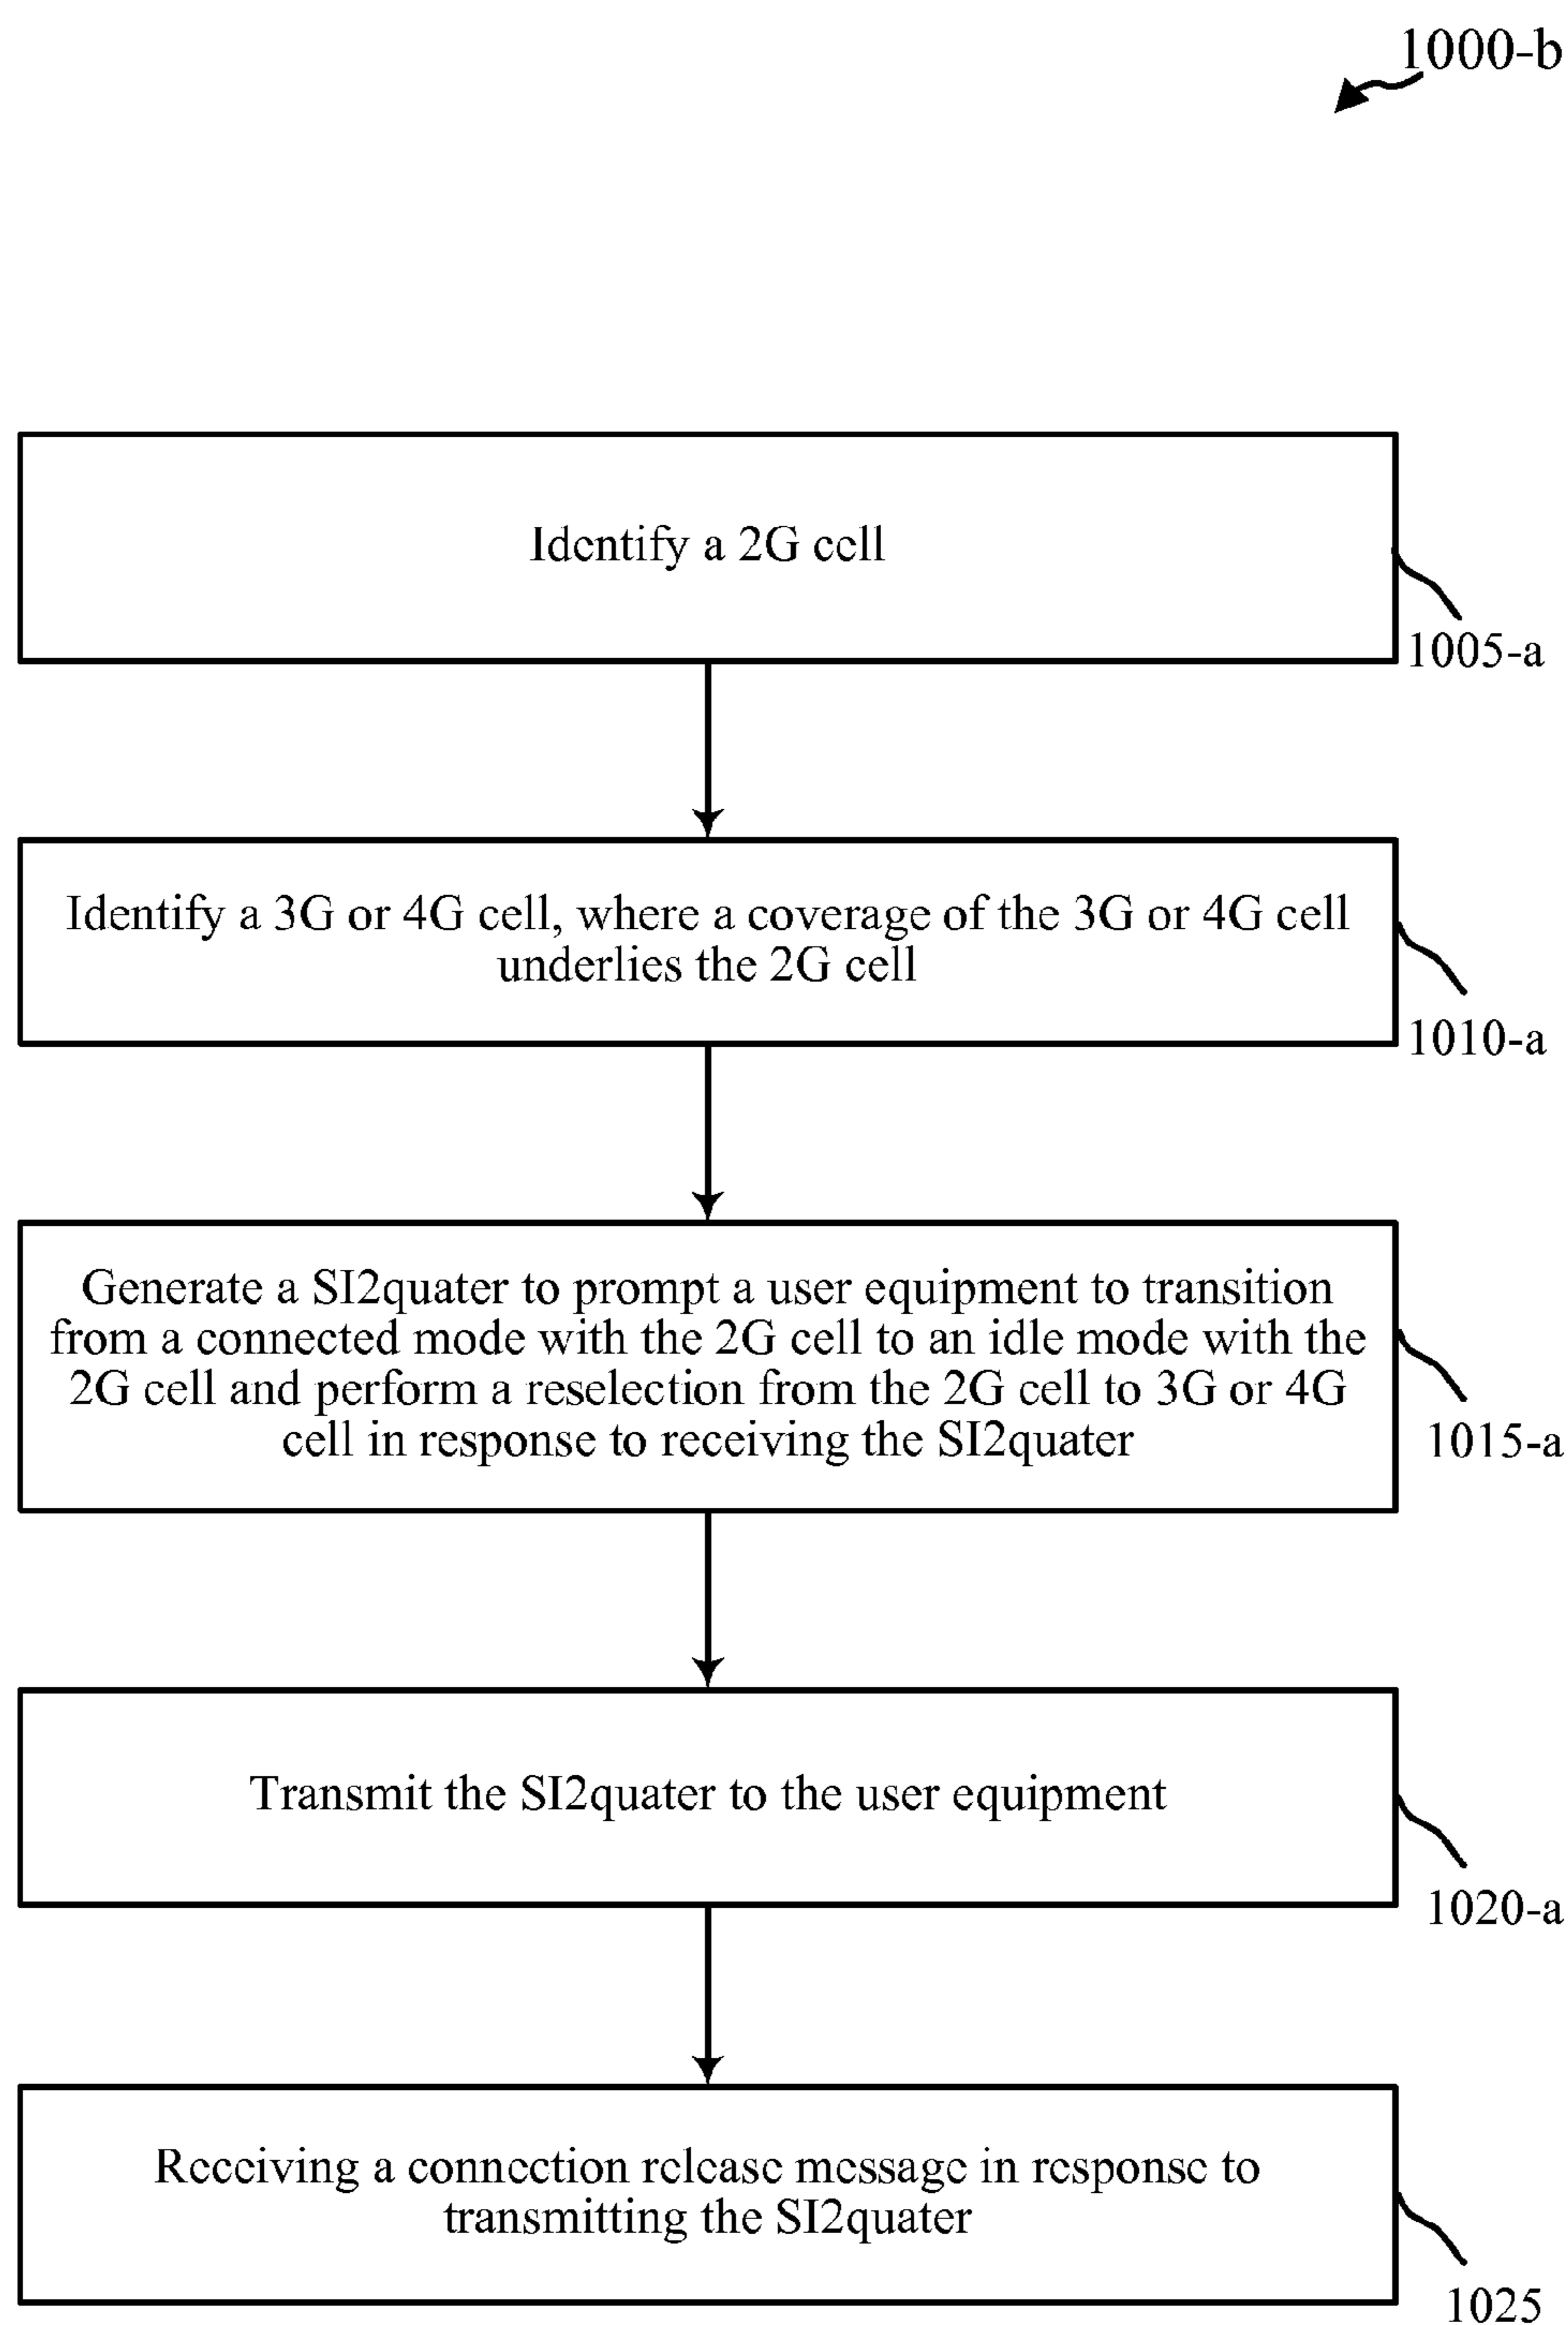 1000-b
Identify a 2G cell
1005-a
Identify a 3G or 4G cell, where a coverage of the 3G or 4G cell
underlies the 2G cell
1010-a
Generate a SI2quater to prompt a user equipment to transition
from a connected mode with the 2G cell to an idle mode with the
2G cell and perform a reselection from the 2G cell to 3G or 4G
cell in response to receiving the SI2quater
1015-a
Transmit the SI2quater to the user equipment
1020-a
Receiving a connection release message in response to
transmitting the SI2quater
1025